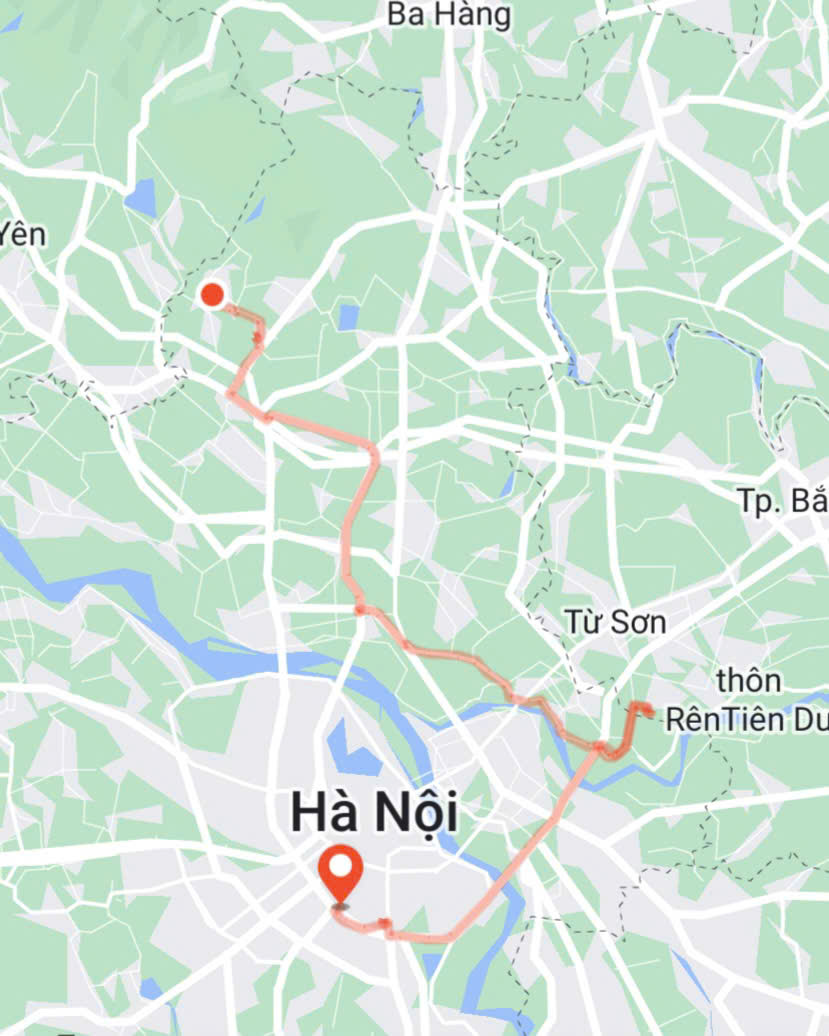 Ba Hàng
Yên
Tp. Bắ
Từ Sơn
thôn
RênTiên Du
Hà Nội